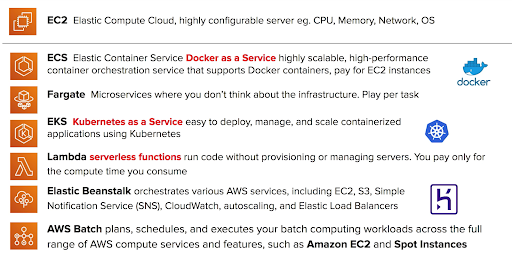 EC2 Elastic Compute Cloud, highly configurable server eg. CPU, Memory, Network, OS
ECS Elastic Container Service Docker as a Service highly scalable, high-performance
container orchestration service that supports Docker containers, pay for EC2 instances
docker
Fargate Microservices where you don't think about the infrastructure. Play per task
EKS Kubernetes as a Service easy to deploy, manage, and scale containerized
applications using Kubernetes
Lambda serverless functions run code without provisioning or managing servers. You pay only for
the compute time you consume
Elastic Beanstalk orchestrates various AWS services, including EC2, S3, Simple
Notification Service (SNS), CloudWatch, autoscaling, and Elastic Load Balancers
AWS Batch plans, schedules, and executes your batch computing workloads across the full
range of AWS compute services and features, such as Amazon EC2 and Spot Instances